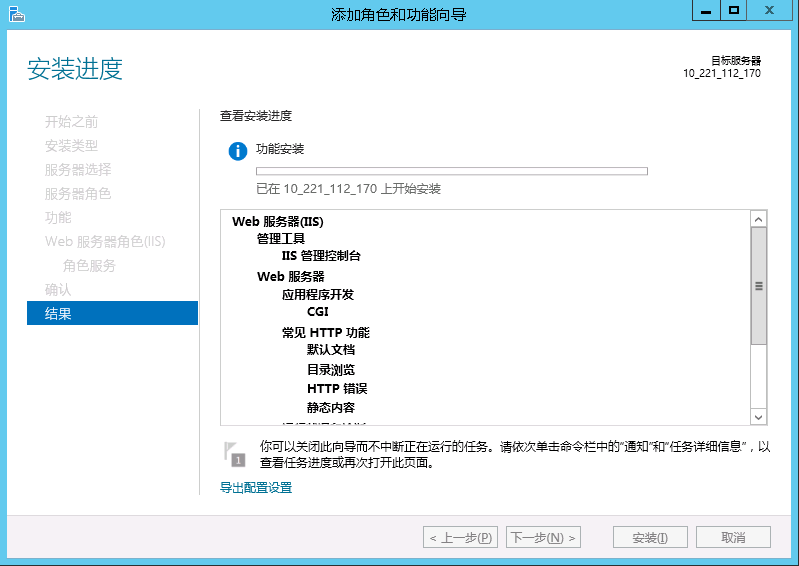 添加角色和功能向导
安装进度
目标服务器
10_221_112_170
开始之前
安装类型
服务器选择
服务器角色
功能
Web 服务器角色(IIS)
角色服务
确认
结果
查看安装进度
功能安装
已在 10_221_112_170 上开始安装
Web 服务器(IIS)
管理工具
IIS 管理控制台
Web 服务器
应用程序开发
CGI
常见 HTTP 功能
默认文档
目录浏览
HTTP 错误
静态内容
1
你可以关闭此向导而不中断正在运行的任务。请依次单击命令栏中的“通知”和“任务详细信息”，以
查看任务进度或再次打开此页面。
导出配置设置
< 上一步(P) 下一步(N) > 安装(I) 取消